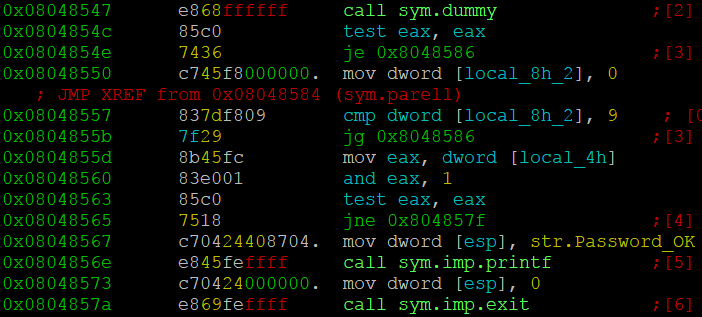 0x08048547 e868ffffff call sym.dummy ;[2]
0x0804854c 85c0 test eax, eax
0x0804854e 7436 je 0x8048586 ;[3]
0x08048550 c745f8000000. mov dword [local_8h_2], 0
; JMP XREF from 0x08048584 (sym.parell)
0x08048557 837df809 cmp dword [local_8h_2], 9 ; [
0x0804855b 7f29 jg 0x8048586 ;[3]
0x0804855d 8b45fc mov eax, dword [local_4h]
0x08048560 83e001 and eax, 1
0x08048563 85c0 test eax, eax
0x08048565 7518 jne 0x804857f ;[4]
0x08048567 c70424408704. mov dword [esp], str.Password_OK
0x0804856e e845feffff call sym.imp.printf ;[5]
0x08048573 c70424000000. mov dword [esp], 0
0x0804857a e869feffff call sym.imp.exit ;[6]